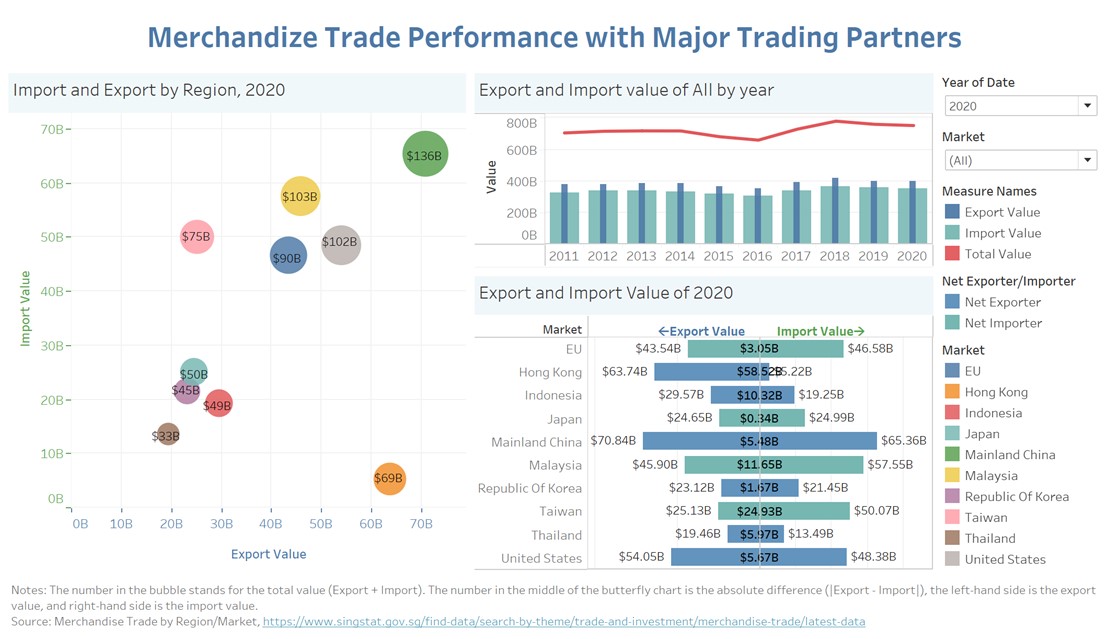 Merchandize Trade Performance with Major Trading Partners
Import and Export by Region, 2020
70B
60B
50B
40B
30B
20B
10B
0B
Import Value
$136B
$103B
$102B
$75B
$90B
$50B
$45B
$49B
$33B
$69B
0B 10B 20B 30B 40B 50B 60B 70B
Export Value
Export and Import value of All by year
800B
600B
400B
200B
0B
Value
2011 2012 2013 2014 2015 2016 2017 2018 2019 2020
Export and Import Value of 2020
Market ←Export Value Import Value→
EU $43.54B $3.05B $46.58B
Hong Kong $63.74B $58.52B $5.22B
Indonesia $29.57B $10.32B $19.25B
Japan $24.65B $0.34B $24.99B
Mainland China $70.84B $5.48B $65.36B
Malaysia $45.90B $11.65B $57.55B
Republic Of Korea $23.12B $1.67B $21.45B
Taiwan $25.13B $24.93B $50.07B
Thailand $19.46B $5.97B $13.49B
United States $54.05B $5.67B $48.38B
Year of Date
2020
Market
(All)
Measure Names
Export Value
Import Value
Total Value
Net Exporter/Importer
Net Exporter
Net Importer
Market
EU
Hong Kong
Indonesia
Japan
Mainland China
Malaysia
Republic Of Korea
Taiwan
Thailand
United States
Notes: The number in the bubble stands for the total value (Export + Import). The number in the middle of the butterfly chart is the absolute difference (|Export - Import|), the left-hand side is the export
value, and right-hand side is the import value.
Source: Merchandise Trade by Region/Market, https://www.singstat.gov.sg/find-data/search-by-theme/trade-and-investment/merchandise-trade/latest-data